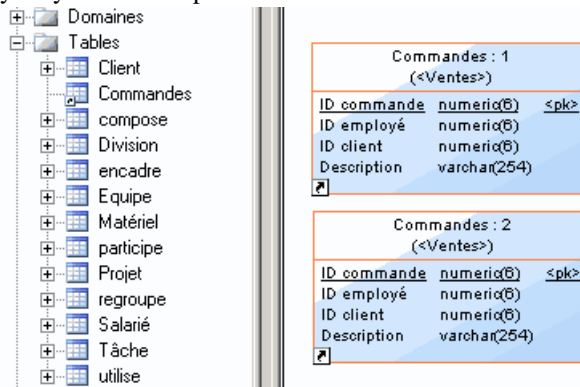 Domaines
Tables
Client
Commandes
compose
Division
encadre
Equipe
Matériel
participe
Projet
regroupe
Salarié
Tâche
utilise
Commandes : 1
(<Ventes>)
ID commande numeric(6) <pk>
ID employé numeric(6)
ID client numeric(6)
Description varchar(254)
Commandes : 2
(<Ventes>)
ID commande numeric(6) <pk>
ID employé numeric(6)
ID client numeric(6)
Description varchar(254)